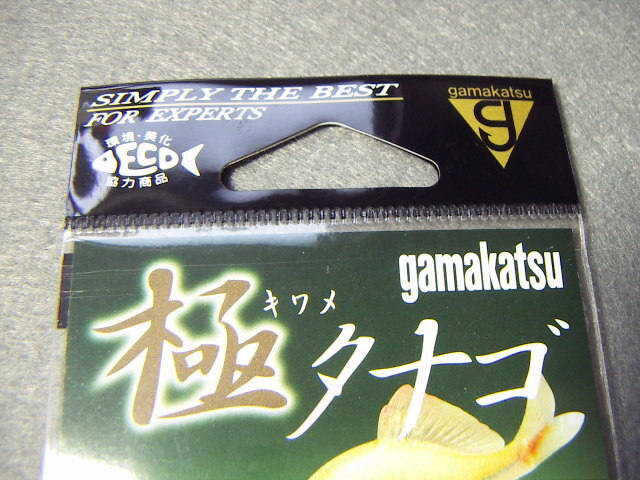 SIMPLY THE BEST
FOR EXPERTS
gamakatsu
g
環境・美化
ECO
協力商品
gamakatsu
極 キワメ タナゴ